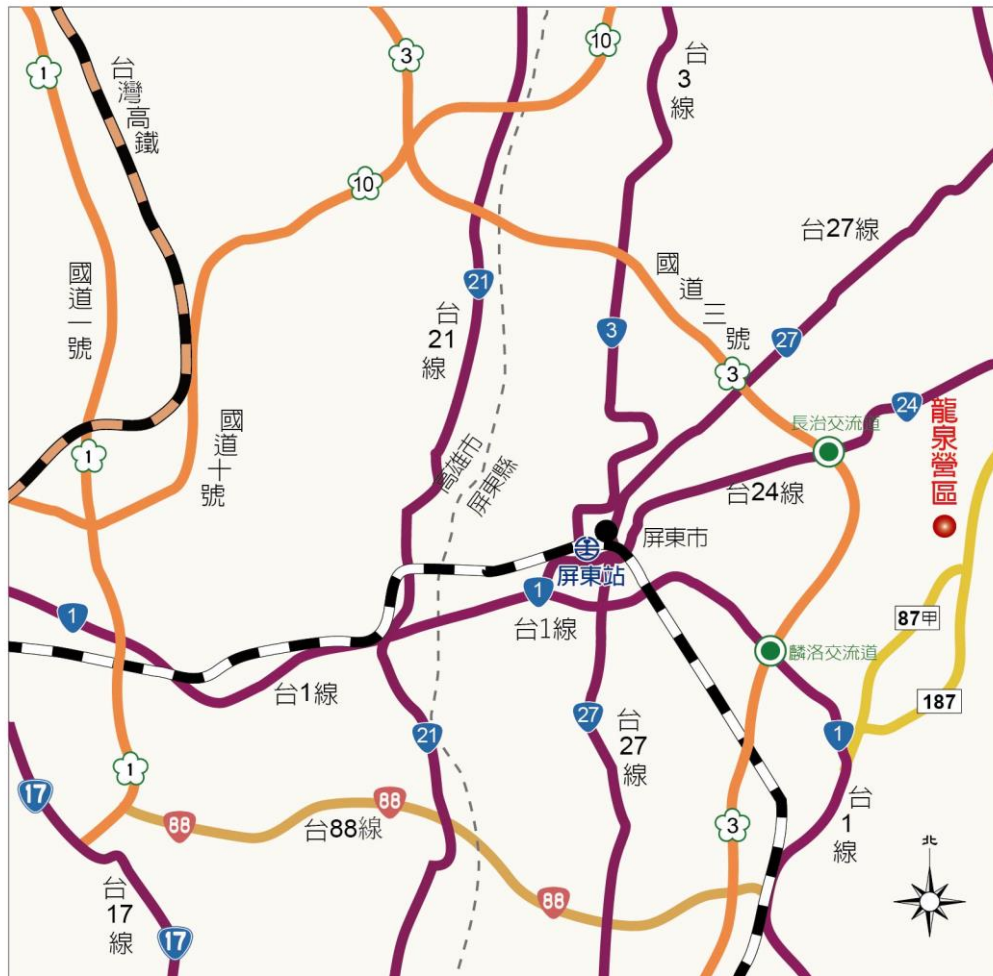 1
台灣高鐵
3
10
台3線
10
台27線
國道一號
21
台21線
國道三號
3
27
3
24
長治交流道
龍泉營區
1
國道十號
高雄市
屏東縣
台24線
屏東市
屏東站
1
台1線
1
87甲
麟洛交流道
187
台1線
21
27
台27線
1
1
17
88
88
台88線
3
台1線
北
台17線
88
17